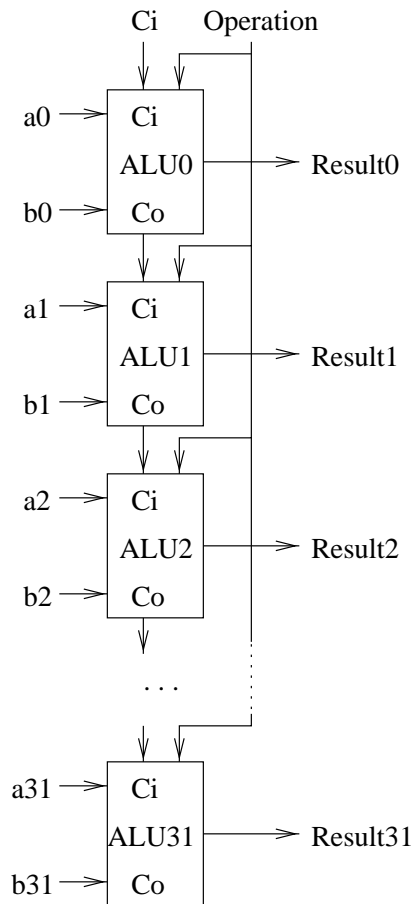 Ci Operation
a0 Ci
ALU0 Result0
b0 Co
a1 Ci
ALU1 Result1
b1 Co
a2 Ci
ALU2 Result2
b2 Co
. . .
a31 Ci
ALU31 Result31
b31 Co